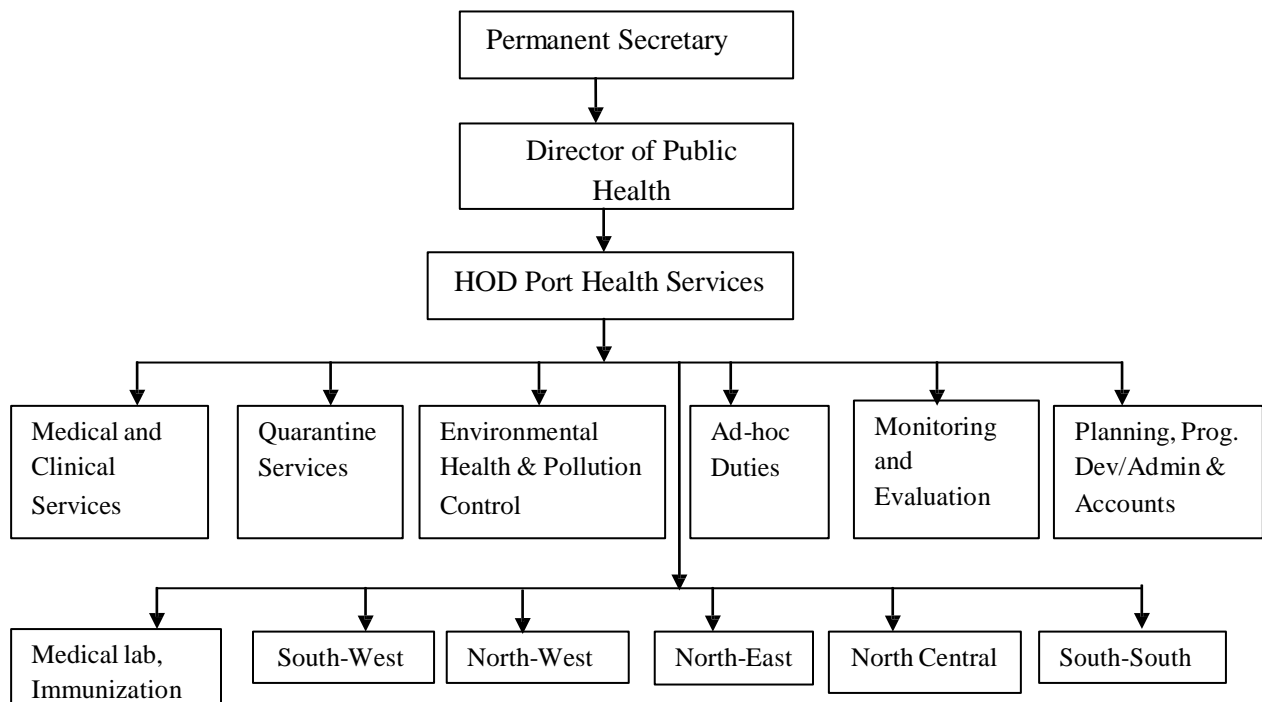 Permanent Secretary
Director of Public
Health
HOD Port Health Services
Medical and
Clinical
Services
Quarantine
Services
Environmental
Health & Pollution
Control
Ad-hoc
Duties
Monitoring
and
Evaluation
Planning, Prog.
Dev/Admin &
Accounts
Medical lab,
Immunization
South-West
North-West
North-East
North Central
South-South